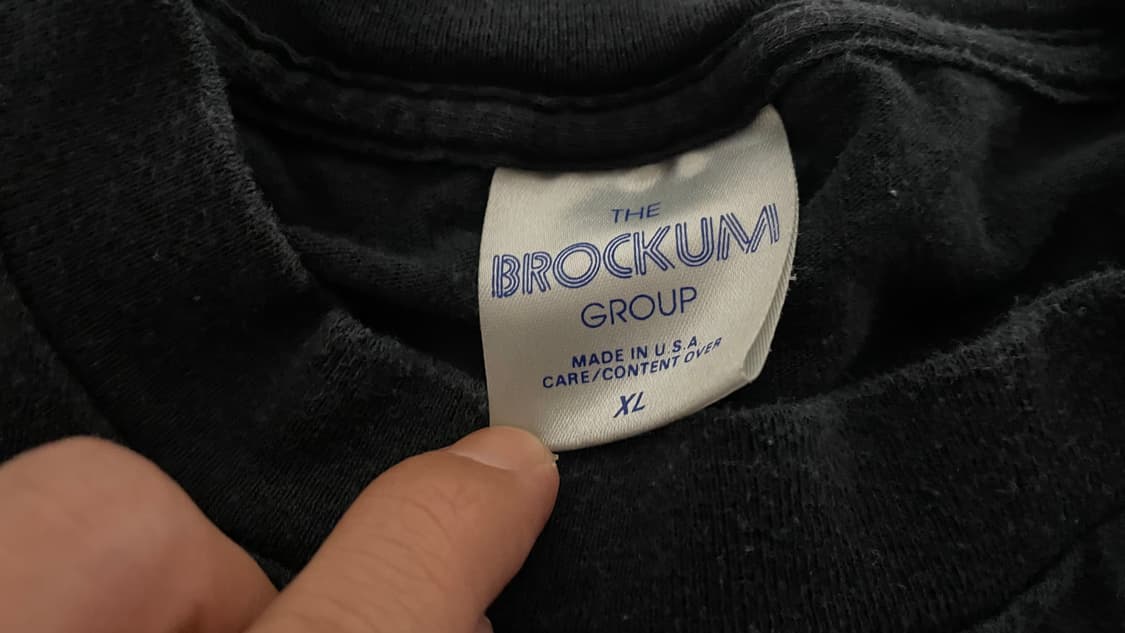 THE
BROCKUM
GROUP
MADE IN U.S.A.
CARE/CONTENT OVER
XL